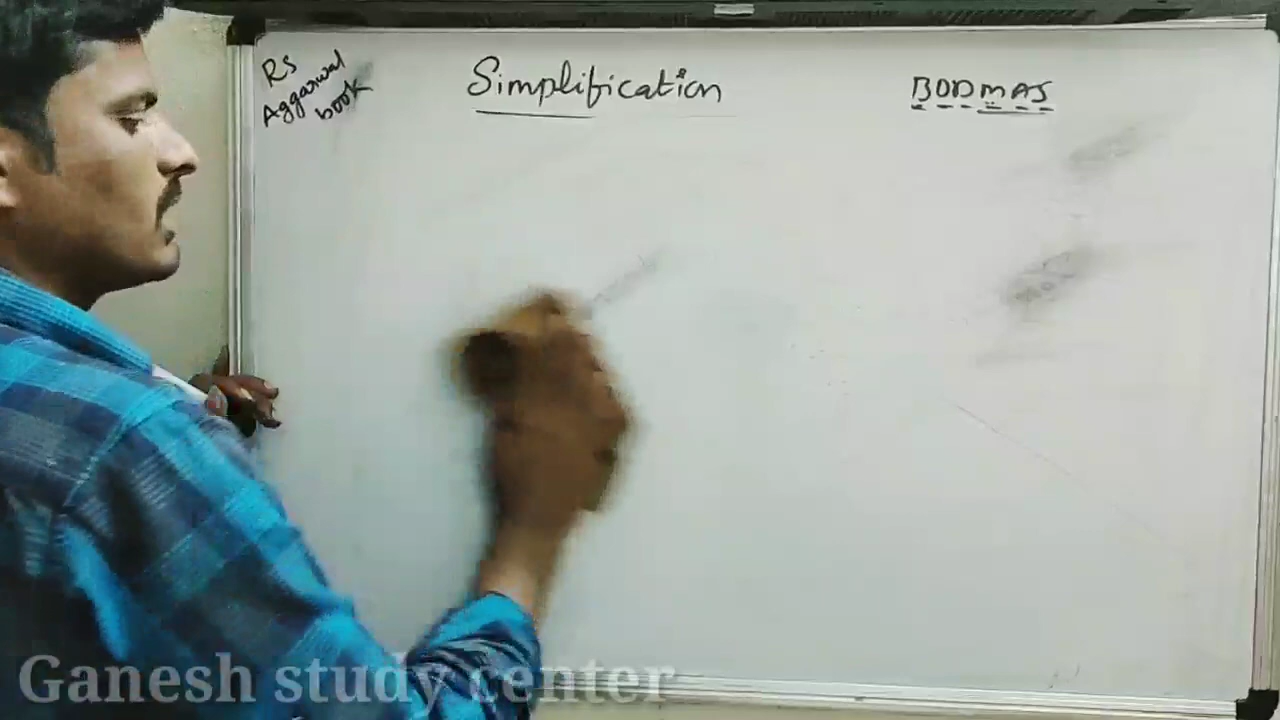 RS
Aggarwal
book
Simplification
BODMAS
Ganesh study center